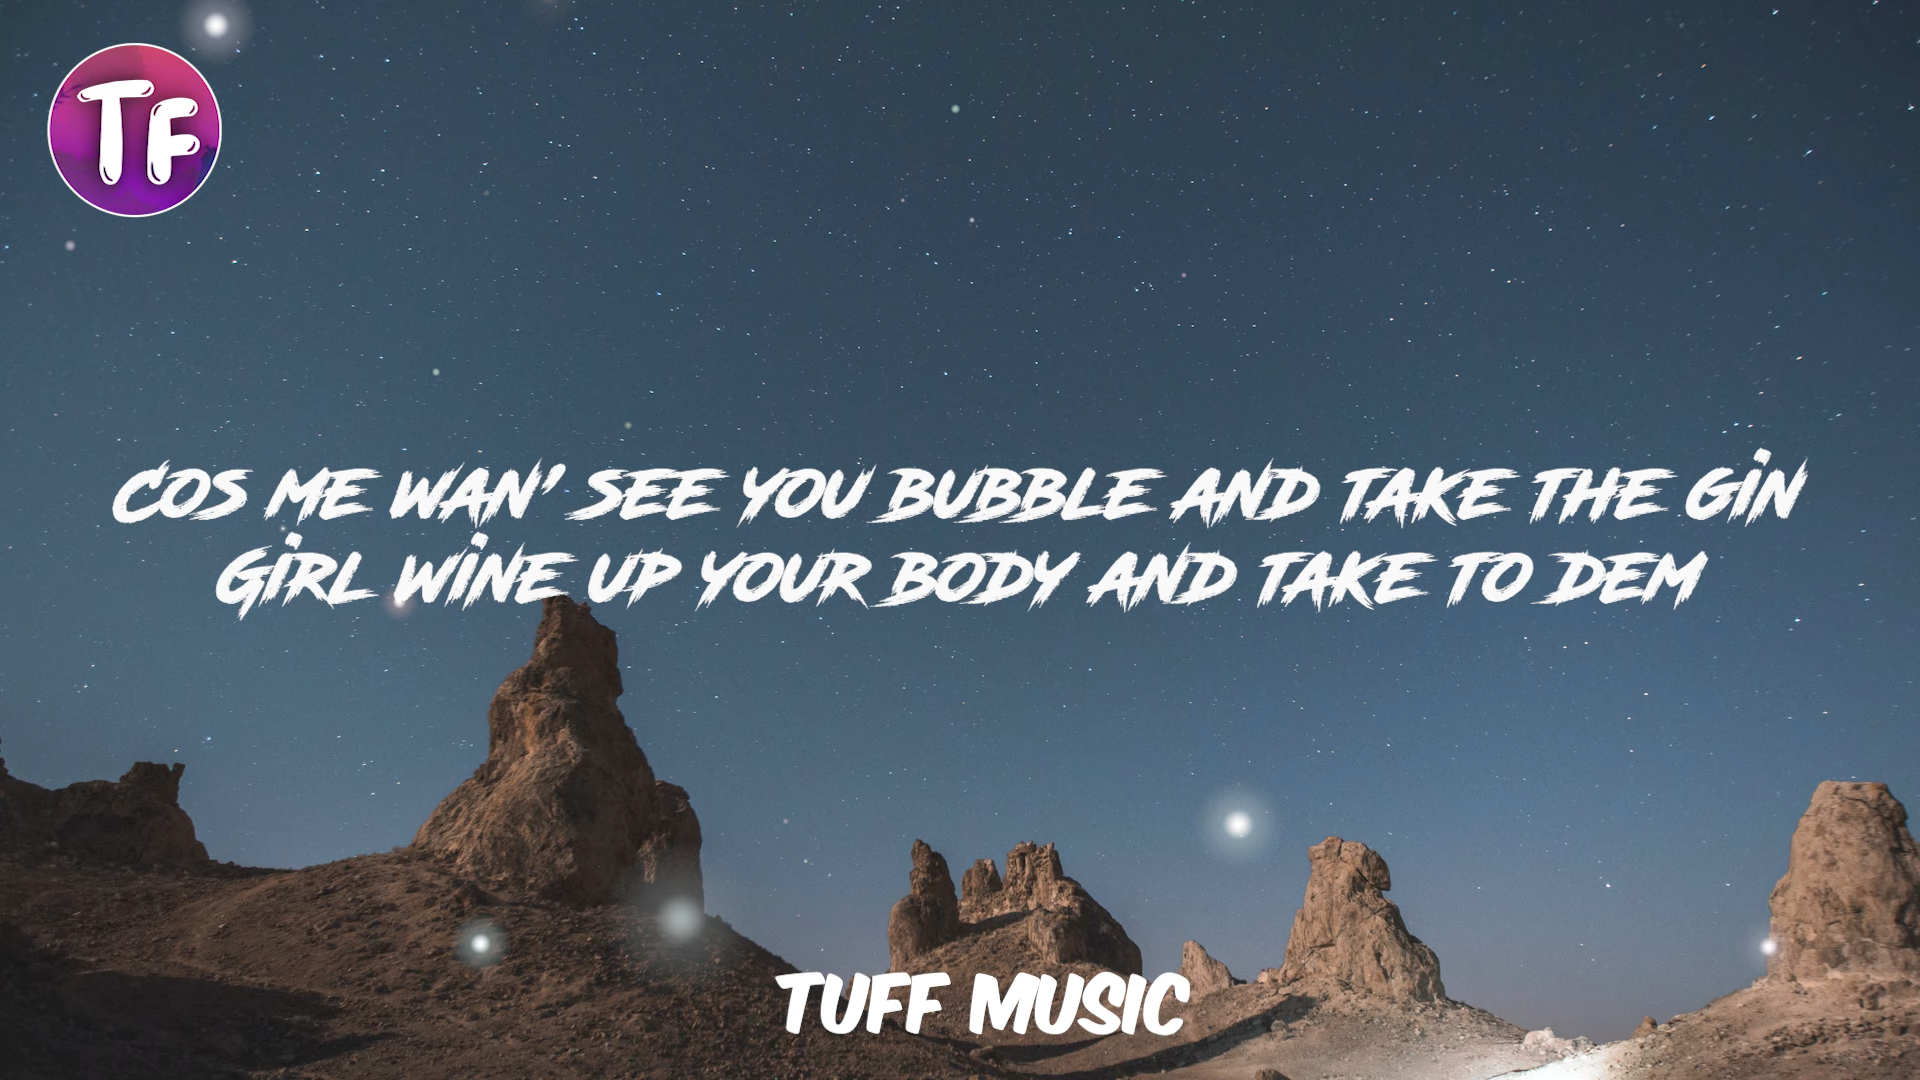 TF
COS ME WAN' SEE YOU BUBBLE AND TAKE THE GIN
GIRL WINE UP YOUR BODY AND TAKE TO DEM
TUFF MUSIC